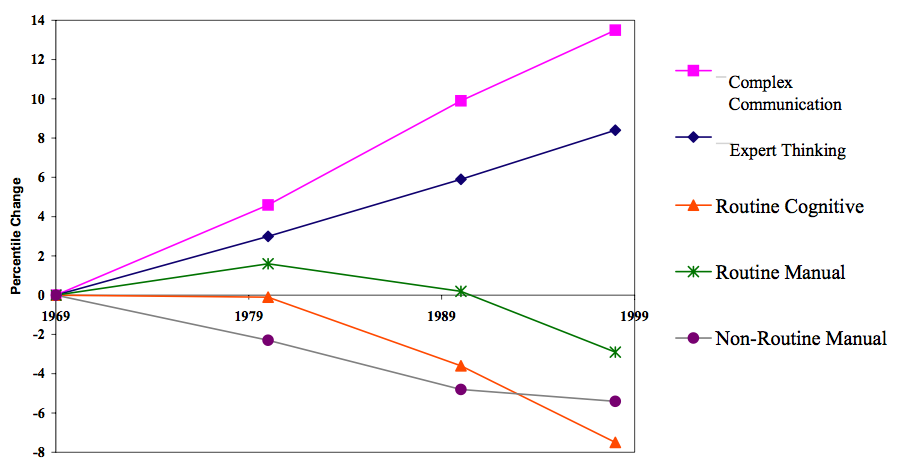 14
12
10
8
6
4
2
0
-2
-4
-6
-8
Percentile Change
1969
1979
1989
1999
Complex
Communication
Expert Thinking
Routine Cognitive
Routine Manual
Non-Routine Manual